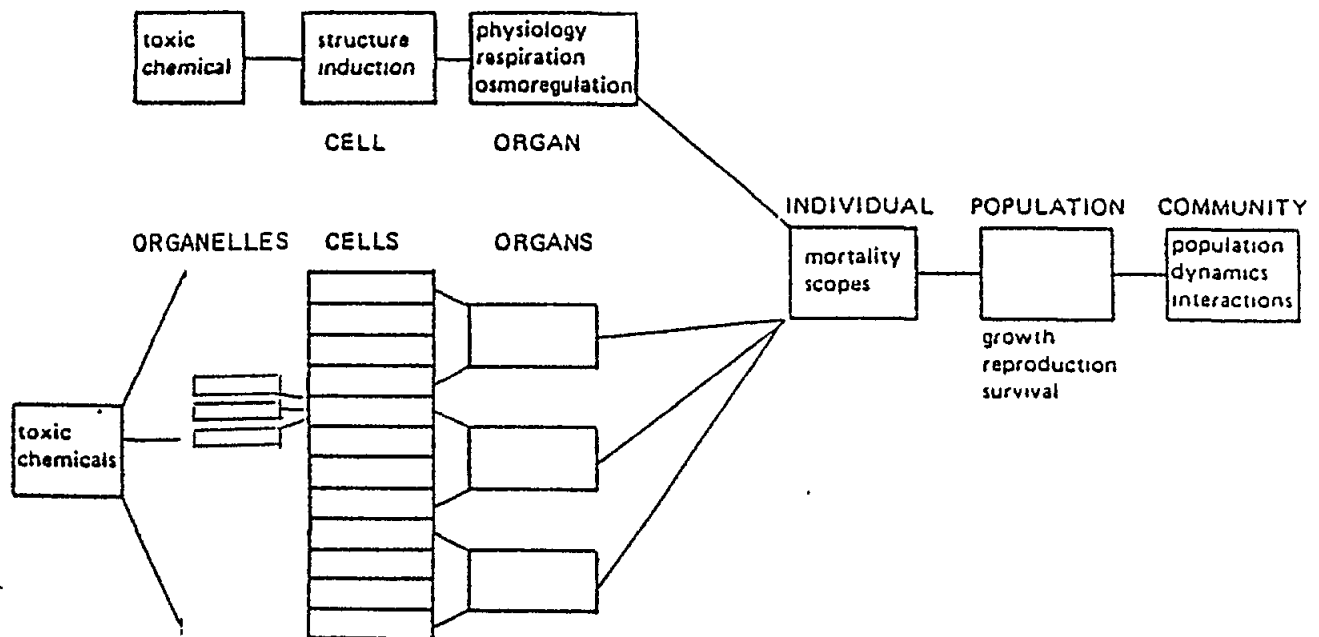 toxic
chemical
structure
induction
physiology
respiration
osmoregulation
CELL
ORGAN
INDIVIDUAL
POPULATION
COMMUNITY
ORGANELLES
CELLS
ORGANS
mortality
scopes
population
dynamics
interactions
growth
reproduction
survival
toxic
chemicals